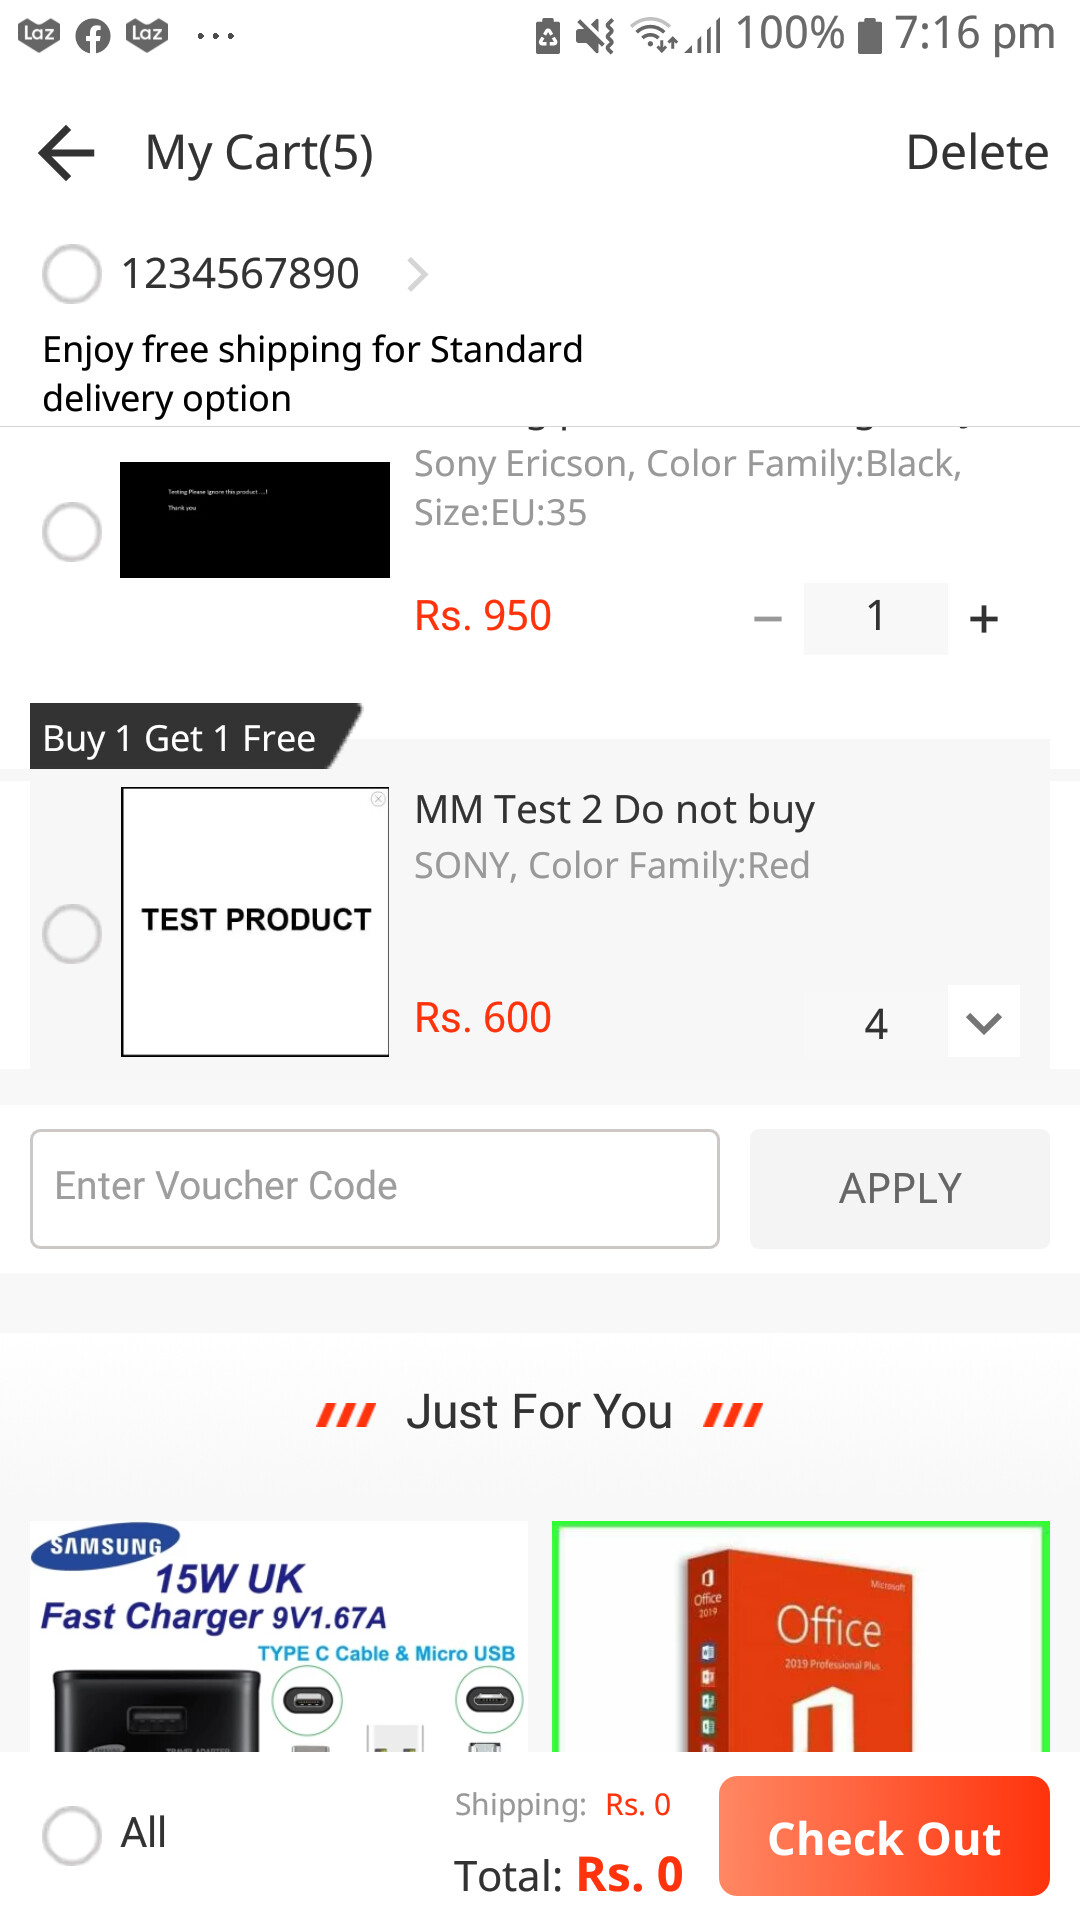 Laz Laz ... 100% 7:16 pm
My Cart(5) Delete
1234567890
Enjoy free shipping for Standard
delivery option
Sony Ericson, Color Family:Black,
Size:EU:35
Testing Please ignore this product ....!
Thank you
Rs. 950 1 +
Buy 1 Get 1 Free
MM Test 2 Do not buy
SONY, Color Family:Red
TEST PRODUCT
Rs. 600 4
Enter Voucher Code APPLY
Just For You
SAMSUNG
15W UK
Fast Charger 9V1.67A
TYPE C Cable & Micro USB
Microsoft
Office
2019
Office
2019 Professional Plus
Shipping: Rs. 0
All
Total: Rs. 0
Check Out